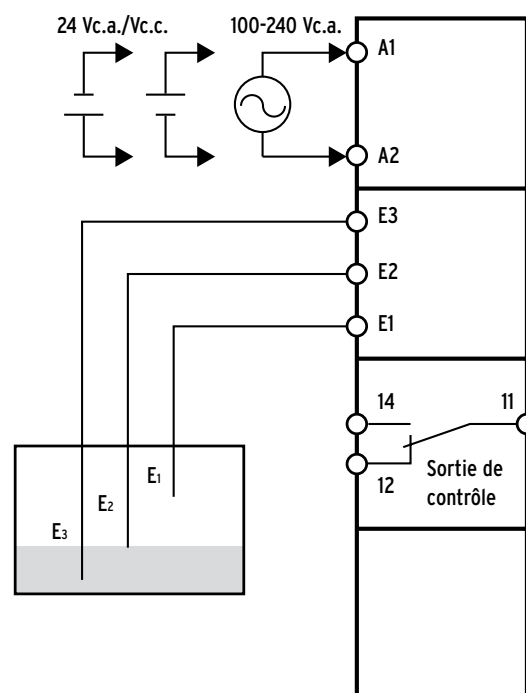 24 Vc.a./Vc.c.
100-240 Vc.a.
A1
A2
E3
E2
E1
14
11
12
Sortie de
contrôle
E1
E2
E3